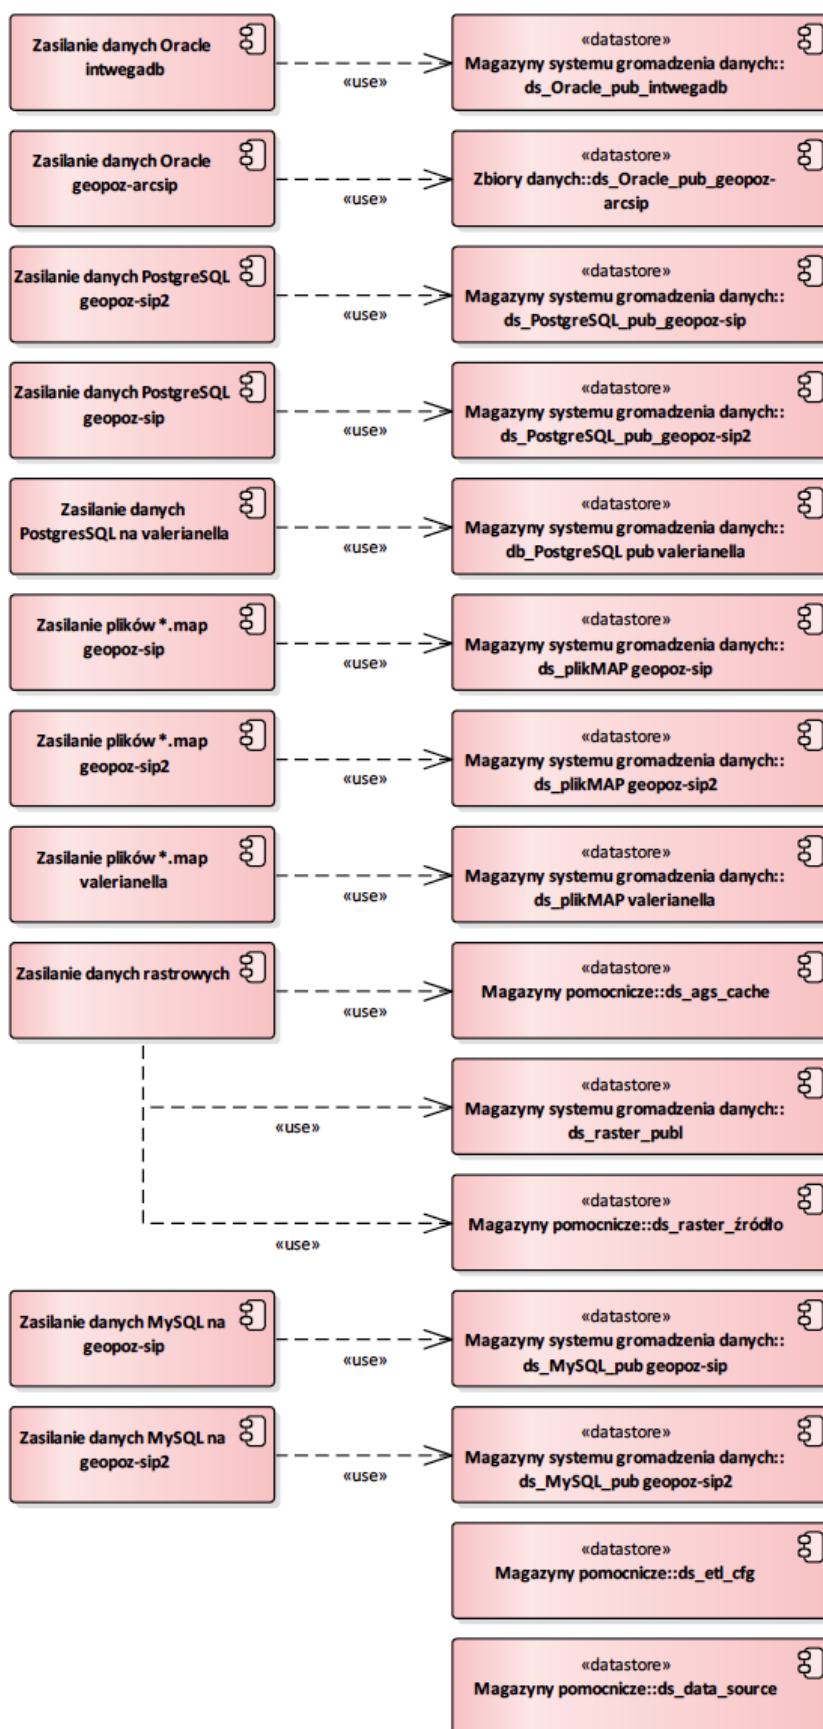 Zasilanie danych Oracle
intwegadb
«use»
«datastore»
Magazyny systemu gromadzenia danych::
ds_Oracle_pub_intwegadb
Zasilanie danych Oracle
geopoz-arcsip
«use»
«datastore»
Zbiory danych::ds_Oracle_pub_geopoz-
arcsip
Zasilanie danych PostgreSQL
geopoz-sip2
«use»
«datastore»
Magazyny systemu gromadzenia danych::
ds_PostgreSQL_pub_geopoz-sip
Zasilanie danych PostgreSQL
geopoz-sip
«use»
«datastore»
Magazyny systemu gromadzenia danych::
ds_PostgreSQL_pub_geopoz-sip2
Zasilanie danych
PostgresSQL na valerianella
«use»
«datastore»
Magazyny systemu gromadzenia danych::
db_PostgreSQL pub valerianella
Zasilanie plików *.map
geopoz-sip
«use»
«datastore»
Magazyny systemu gromadzenia danych::
ds_plikMAP geopoz-sip
Zasilanie plików *.map
geopoz-sip2
«use»
«datastore»
Magazyny systemu gromadzenia danych::
ds_plikMAP geopoz-sip2
Zasilanie plików *.map
valerianella
«use»
«datastore»
Magazyny systemu gromadzenia danych::
ds_plikMAP valerianella
Zasilanie danych rastrowych
«use»
«datastore»
Magazyny pomocnicze::ds_ags_cache
«use»
«datastore»
Magazyny systemu gromadzenia danych::
ds_raster_publ
«use»
«datastore»
Magazyny pomocnicze::ds_raster_źródło
Zasilanie danych MySQL na
geopoz-sip
«use»
«datastore»
Magazyny systemu gromadzenia danych::
ds_MySQL_pub geopoz-sip
Zasilanie danych MySQL na
geopoz-sip2
«use»
«datastore»
Magazyny systemu gromadzenia danych::
ds_MySQL_pub geopoz-sip2
«datastore»
Magazyny pomocnicze::ds_etl_cfg
«datastore»
Magazyny pomocnicze::ds_data_source